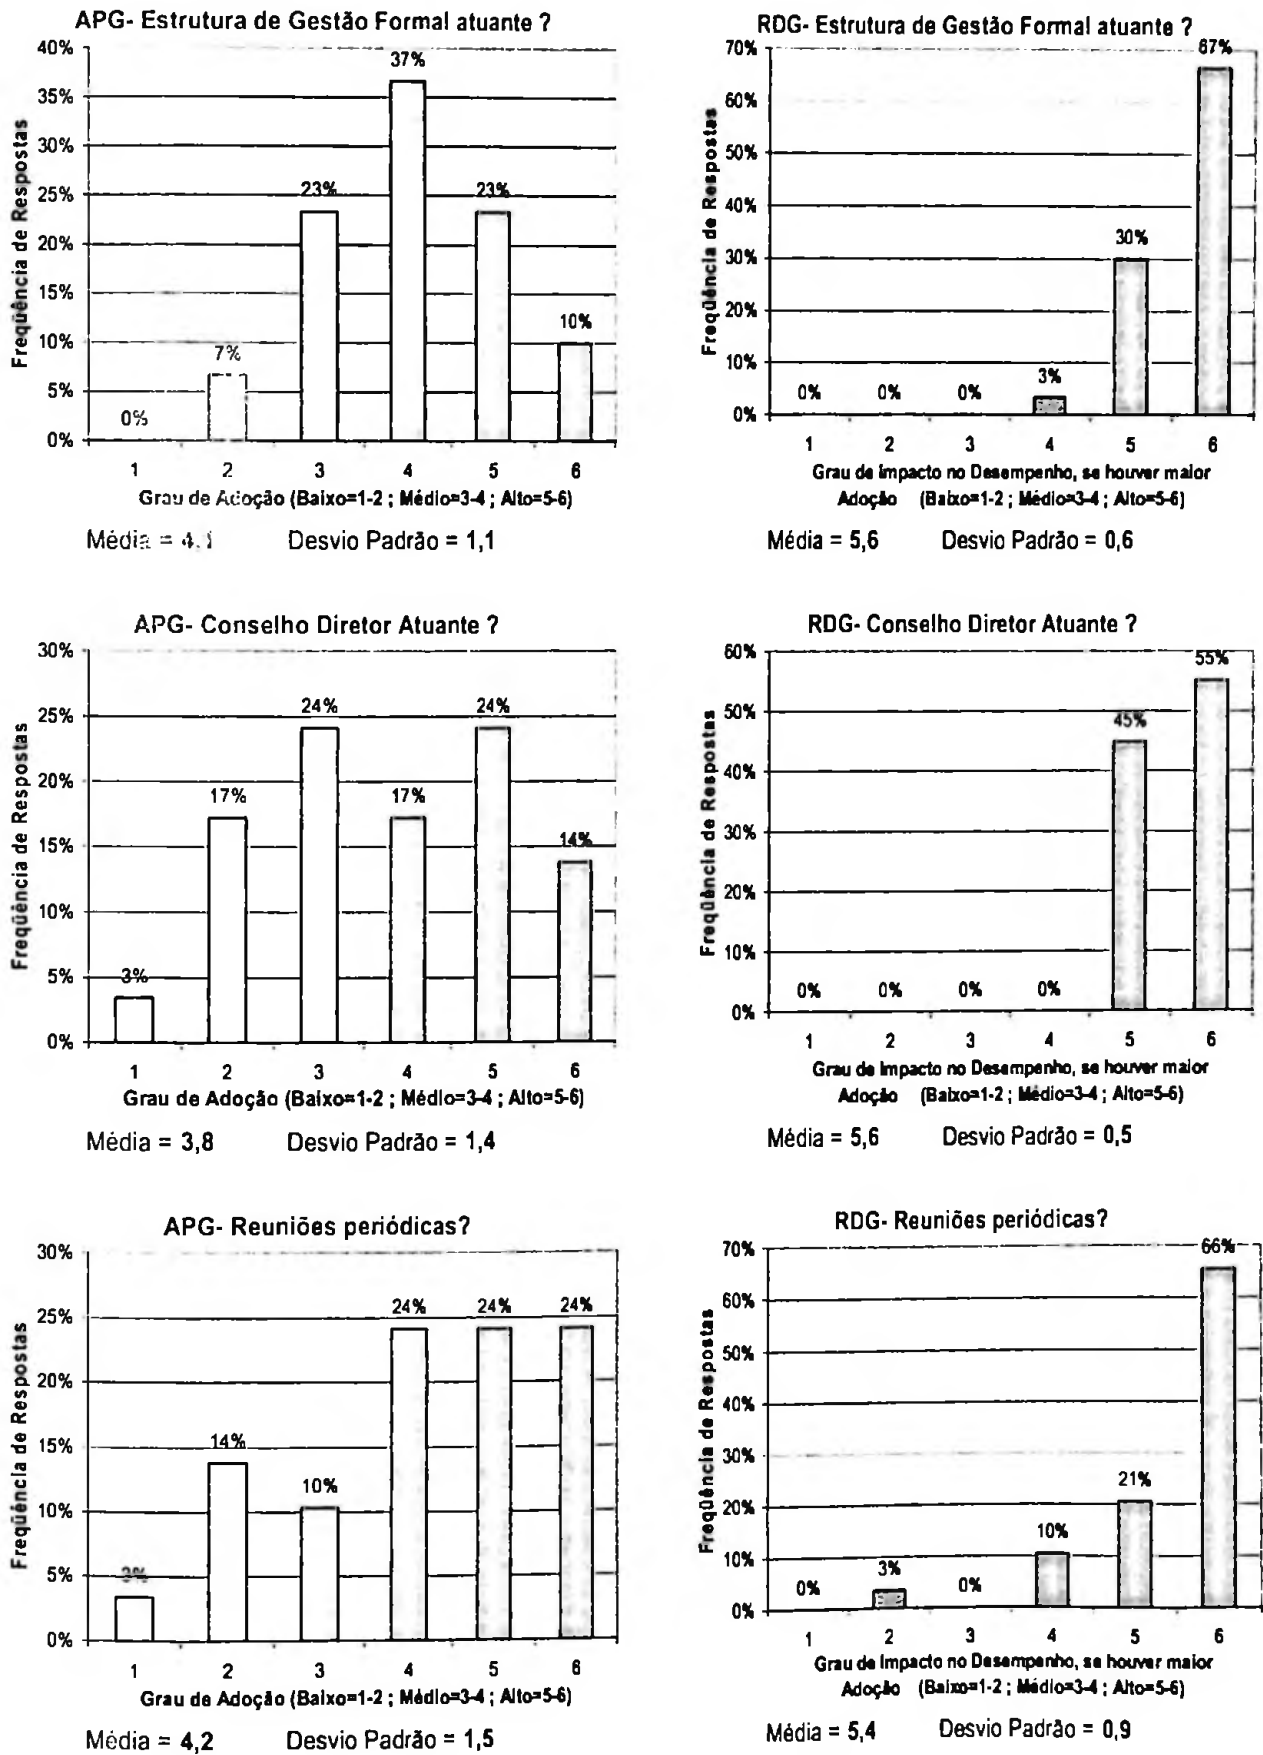 APG- Estrutura de Gestão Formal atuante ?
40%
35%
30%
25%
20%
15%
10%
5%
0%
Freqüência de Respostas
0%
7%
23%
37%
23%
10%
1 2 3 4 5 6
Grau de Adoção (Baixo=1-2 ; Médio=3-4 ; Alto=5-6)
Média = 4,1 Desvio Padrão = 1,1
RDG- Estrutura de Gestão Formal atuante ?
70%
60%
50%
40%
30%
20%
10%
0%
Freqüência de Respostas
0%
0%
0%
3%
30%
67%
1 2 3 4 5 6
Grau de Impacto no Desempenho, se houver maior
Adoção (Baixo=1-2 ; Médio=3-4 ; Alto=5-6)
Média = 5,6 Desvio Padrão = 0,6
APG- Conselho Diretor Atuante ?
30%
25%
20%
15%
10%
5%
0%
Freqüência de Respostas
3%
17%
24%
17%
24%
14%
1 2 3 4 5 6
Grau de Adoção (Baixo=1-2 ; Médio=3-4 ; Alto=5-6)
Média = 3,8 Desvio Padrão = 1,4
RDG- Conselho Diretor Atuante ?
60%
50%
40%
30%
20%
10%
0%
Freqüência de Respostas
0%
0%
0%
0%
45%
55%
1 2 3 4 5 6
Grau de Impacto no Desempenho, se houver maior
Adoção (Baixo=1-2 ; Médio=3-4 ; Alto=5-6)
Média = 5,6 Desvio Padrão = 0,5
APG- Reuniões periódicas?
30%
25%
20%
15%
10%
5%
0%
Freqüência de Respostas
3%
14%
10%
24%
24%
24%
1 2 3 4 5 6
Grau de Adoção (Baixo=1-2 ; Médio=3-4 ; Alto=5-6)
Média = 4,2 Desvio Padrão = 1,5
RDG- Reuniões periódicas?
70%
60%
50%
40%
30%
20%
10%
0%
Freqüência de Respostas
0%
3%
0%
10%
21%
66%
1 2 3 4 5 6
Grau de Impacto no Desempenho, se houver maior
Adoção (Baixo=1-2 ; Médio=3-4 ; Alto=5-6)
Média = 5,4 Desvio Padrão = 0,9